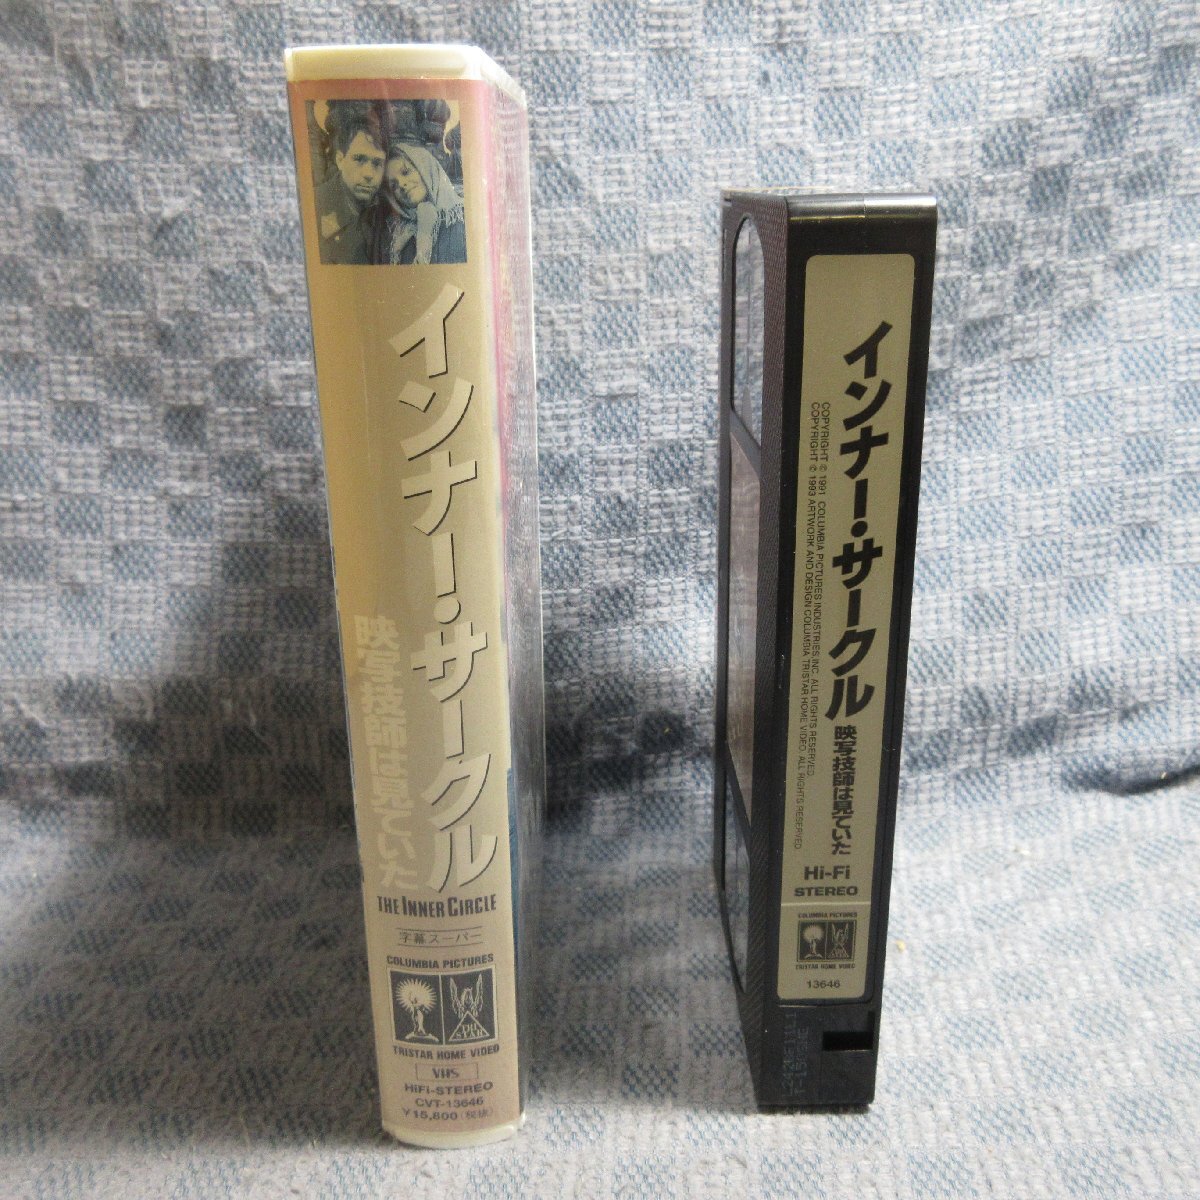 インナー・サークル
映写技師は見ていた
THE INNER CIRCLE
字幕スーパー
COLUMBIA PICTURES
TRISTAR HOME VIDEO
VHS
HiFi-STEREO
CVT-13646
インナー・サークル
映写技師は見ていた
COPYRIGHT © 1991 COLUMBIA PICTURES INDUSTRIES, INC. ALL RIGHTS RESERVED.
COPYRIGHT © 1993 ARTWORK AND DESIGN COLUMBIA TRISTAR HOME VIDEO. ALL RIGHTS RESERVED.
Hi-Fi
STEREO
COLUMBIA PICTURES
TRISTAR HOME VIDEO
13646